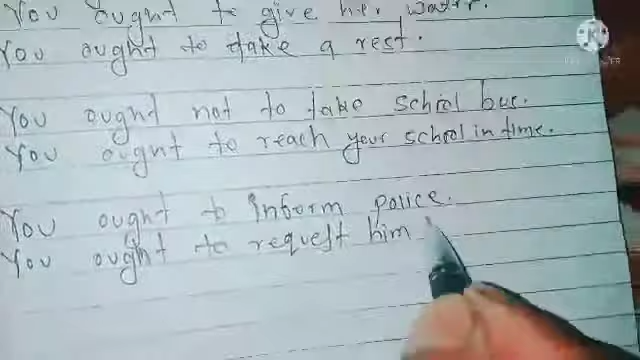 You ought to give her water.
You ought to take a rest.
You ought not to take school bus.
You ought to reach your school in time.
You ought to inform police.
You ought to request him